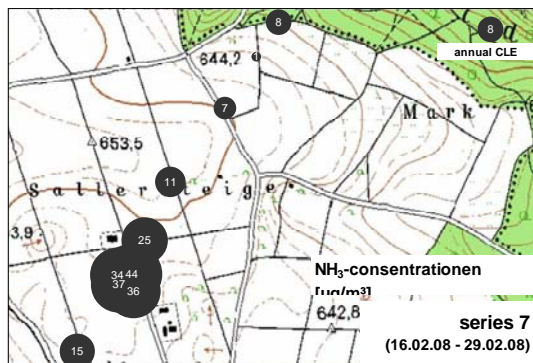 8
8
annual CLE
644,2
7
Mark
653,5
11
Sallersteige
3,9
25
34 44
37
36
NH₃-consentrationen
[µg/m³]
642,8
series 7
15
(16.02.08 - 29.02.08)